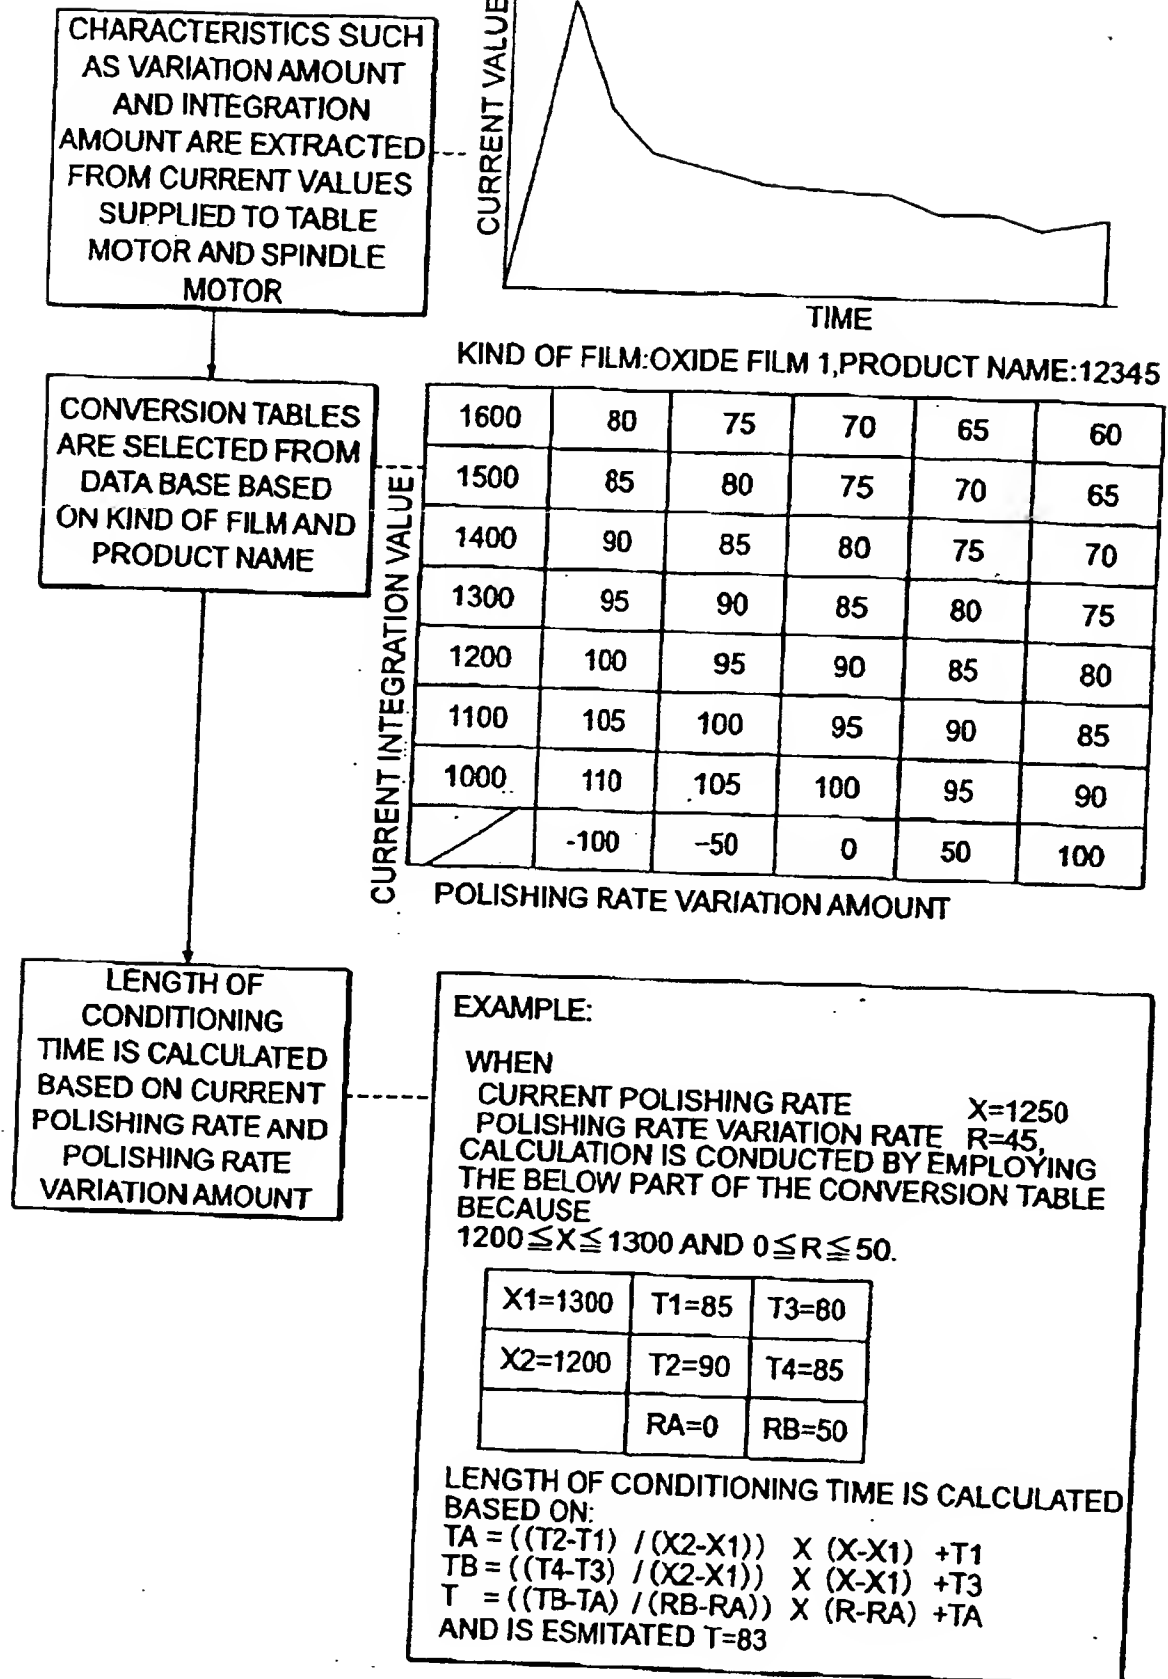 CHARACTERISTICS SUCH
AS VARIATION AMOUNT
AND INTEGRATION
AMOUNT ARE EXTRACTED
FROM CURRENT VALUES
SUPPLIED TO TABLE
MOTOR AND SPINDLE
MOTOR
CURRENT VALUE
TIME
CONVERSION TABLES
ARE SELECTED FROM
DATA BASE BASED
ON KIND OF FILM AND
PRODUCT NAME
KIND OF FILM:OXIDE FILM 1,PRODUCT NAME:12345
CURRENT INTEGRATION VALUE
1600 80 75 70 65 60
1500 85 80 75 70 65
1400 90 85 80 75 70
1300 95 90 85 80 75
1200 100 95 90 85 80
1100 105 100 95 90 85
1000 110 105 100 95 90
-100 -50 0 50 100
POLISHING RATE VARIATION AMOUNT
LENGTH OF
CONDITIONING
TIME IS CALCULATED
BASED ON CURRENT
POLISHING RATE AND
POLISHING RATE
VARIATION AMOUNT
EXAMPLE:
WHEN
CURRENT POLISHING RATE X=1250
POLISHING RATE VARIATION RATE R=45,
CALCULATION IS CONDUCTED BY EMPLOYING
THE BELOW PART OF THE CONVERSION TABLE
BECAUSE
1200≦X≦1300 AND 0≦R≦50.
X1=1300 T1=85 T3=80
X2=1200 T2=90 T4=85
RA=0 RB=50
LENGTH OF CONDITIONING TIME IS CALCULATED
BASED ON:
TA = ((T2-T1) /(X2-X1)) X (X-X1) +T1
TB = ((T4-T3) /(X2-X1)) X (X-X1) +T3
T = ((TB-TA) /(RB-RA)) X (R-RA) +TA
AND IS ESMITATED T=83